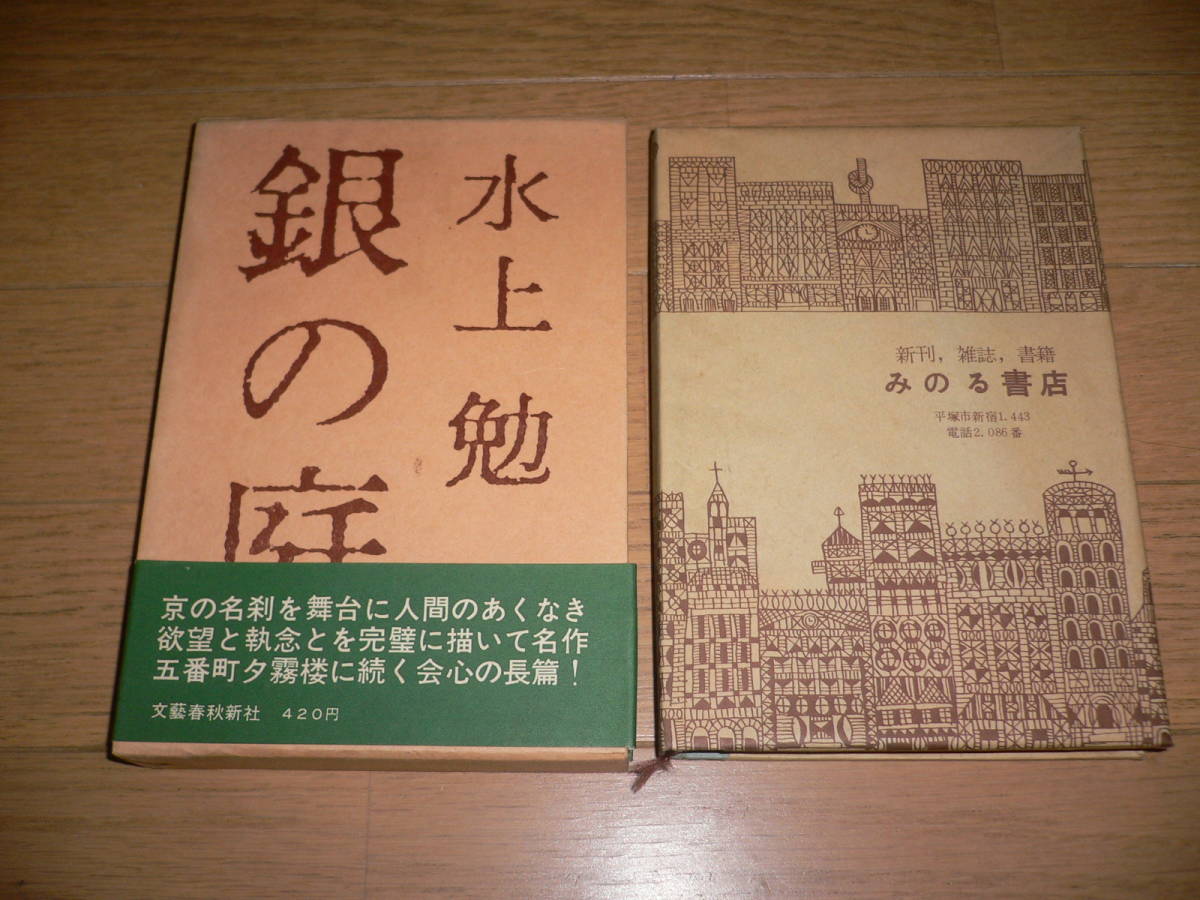 水上勉
銀の庭
京の名刹を舞台に人間のあくなき
欲望と執念とを完璧に描いて名作
五番町夕霧楼に続く会心の長篇！
文藝春秋新社 420円
新刊，雑誌，書籍
みのる書店
平塚市新宿1.443
電話2.086番